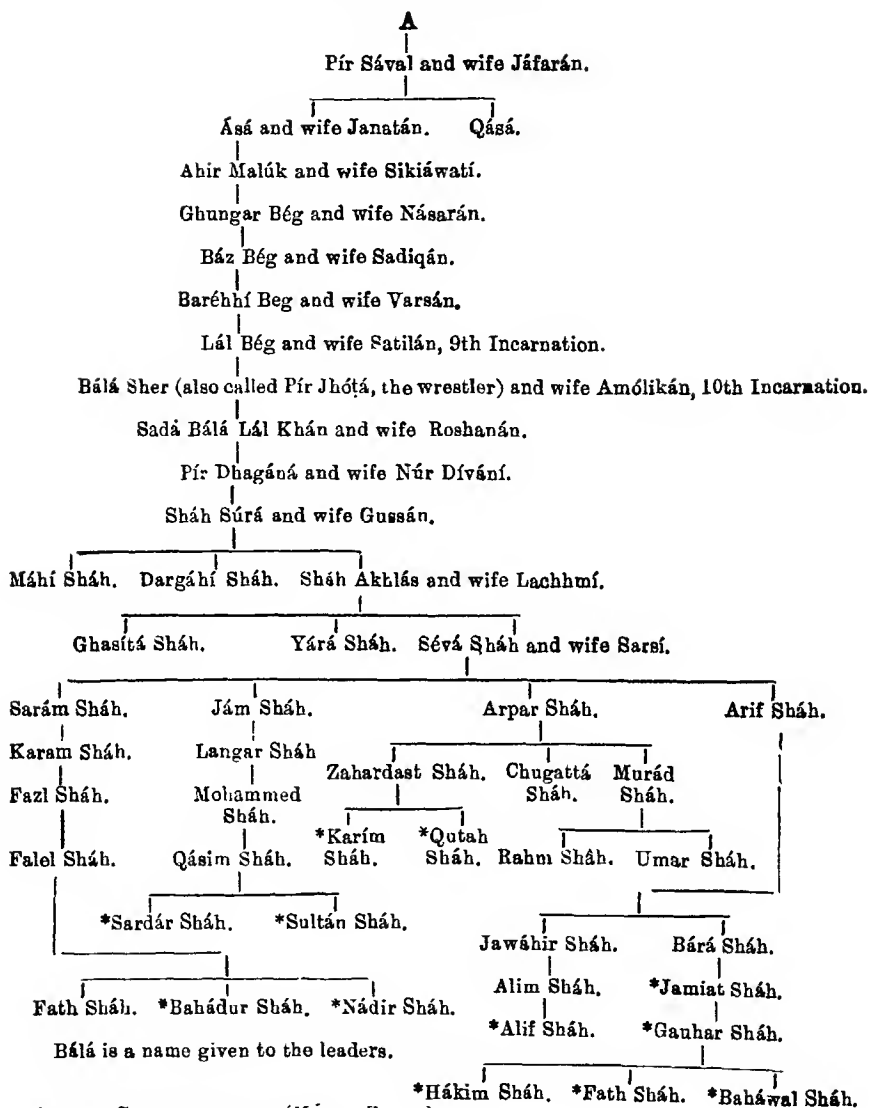 A
Pír Sával and wife Jáfarán.
Ásá and wife Janatán. Qásá.
Ahir Malúk and wife Sikiáwatí.
Ghungar Bég and wife Násarán.
Báz Bég and wife Sadiqán.
Baréhhí Beg and wife Varsán.
Lál Bég and wife Satilán, 9th Incarnation.
Bálá Sher (also called Pír Jhóṭá, the wrestler) and wife Amólikán, 10th Incarnation.
Sadá Bálá Lál Khán and wife Roshanán.
Pír Dhagáná and wife Núr Dívání.
Sháh Súrá and wife Gussán.
Máhí Sháh. Dargáhí Sháh. Sháh Akhlás and wife Lachhmí.
Ghasítá Sháh. Yárá Sháh. Sévá Sháh and wife Sarsí.
Sarám Sháh. Jám Sháh. Arpar Sháh. Arif Sháh.
Karam Sháh. Langar Sháh
Zahardast Sháh. Chugattá Murád
Fazl Sháh. Mohammed Sháh. Sháh.
Sháh.
*Karím *Qutah
Falel Sháh. Qásim Sháh. Sháh. Sháh. Rahm Sháh. Umar Sháh.
*Sardár Sháh. *Sultán Sháh.
Jawáhir Sháh. Bárá Sháh.
Alim Sháh. *Jamiat Sháh.
Fath Sháh. *Bahádur Sháh. *Nádir Sháh.
*Alif Sháh. *Gauhar Sháh.
Bálá is a name given to the leaders.
*Hákim Sháh. *Fath Sháh. *Baháwal Sháh.